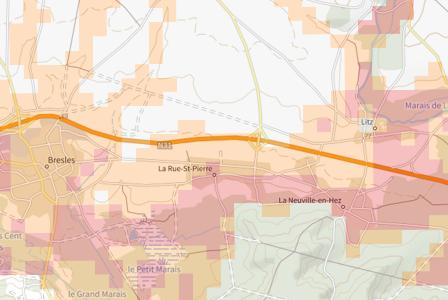 Litz
Marais de L
N31
Bresles
La Rue-St-Pierre
La Neuville-en-Hez
s Cent
le Petit Marais
le Grand Marais